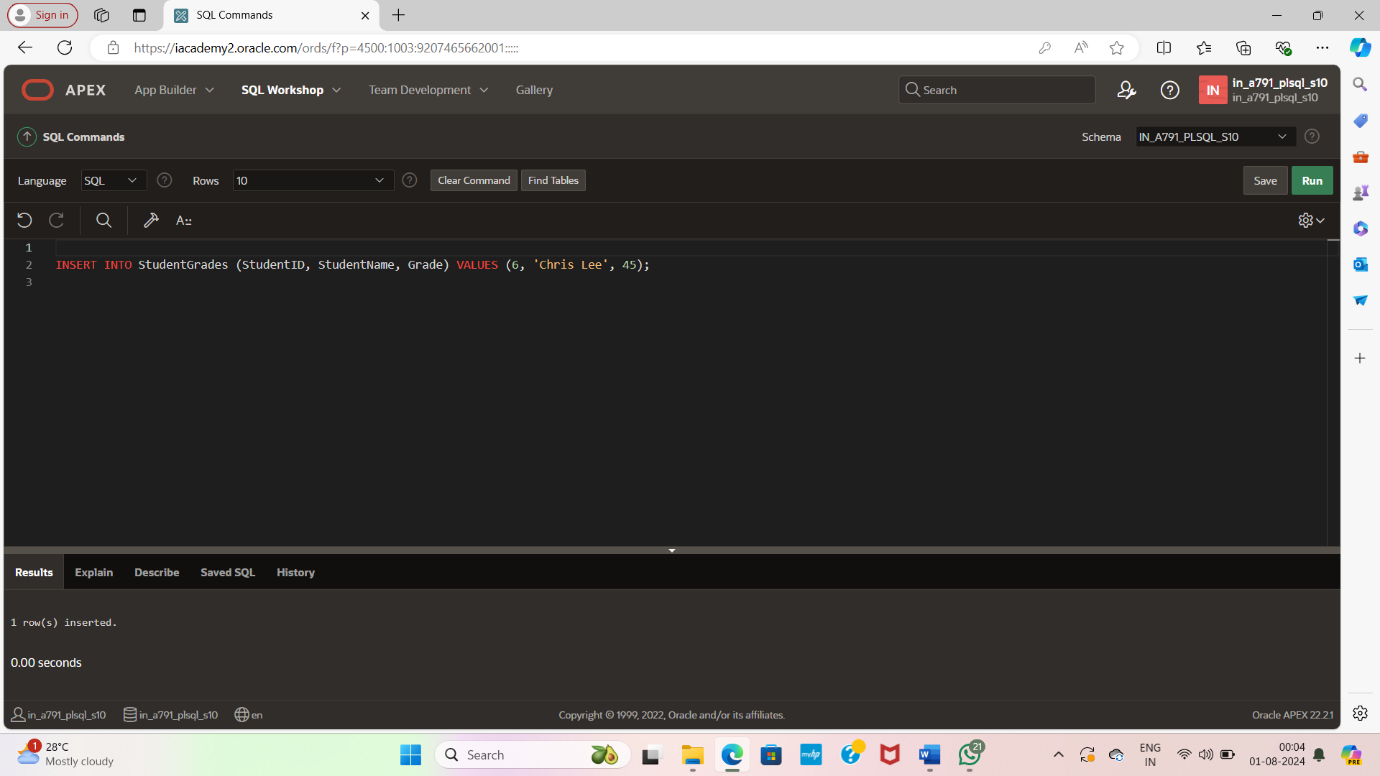 Sign in
SQL Commands
https://iacademy2.oracle.com/ords/f?p=4500:1003:9207465662001:::::
APEX App Builder SQL Workshop Team Development Gallery Search IN in_a791_plsql_s10
in_a791_plsql_s10
SQL Commands Schema IN_A791_PLSQL_S10
Language SQL Rows 10 Clear Command Find Tables Save Run
1
2 INSERT INTO StudentGrades (StudentID, StudentName, Grade) VALUES (6, 'Chris Lee', 45);
3
Results Explain Describe Saved SQL History
1 row(s) inserted.
0.00 seconds
in_a791_plsql_s10 in_a791_plsql_s10 en Copyright © 1999, 2022, Oracle and/or its affiliates. Oracle APEX 22.2.1
1 28°C
Mostly cloudy
Search
21
ENG
IN
00:04
01-08-2024
PRE